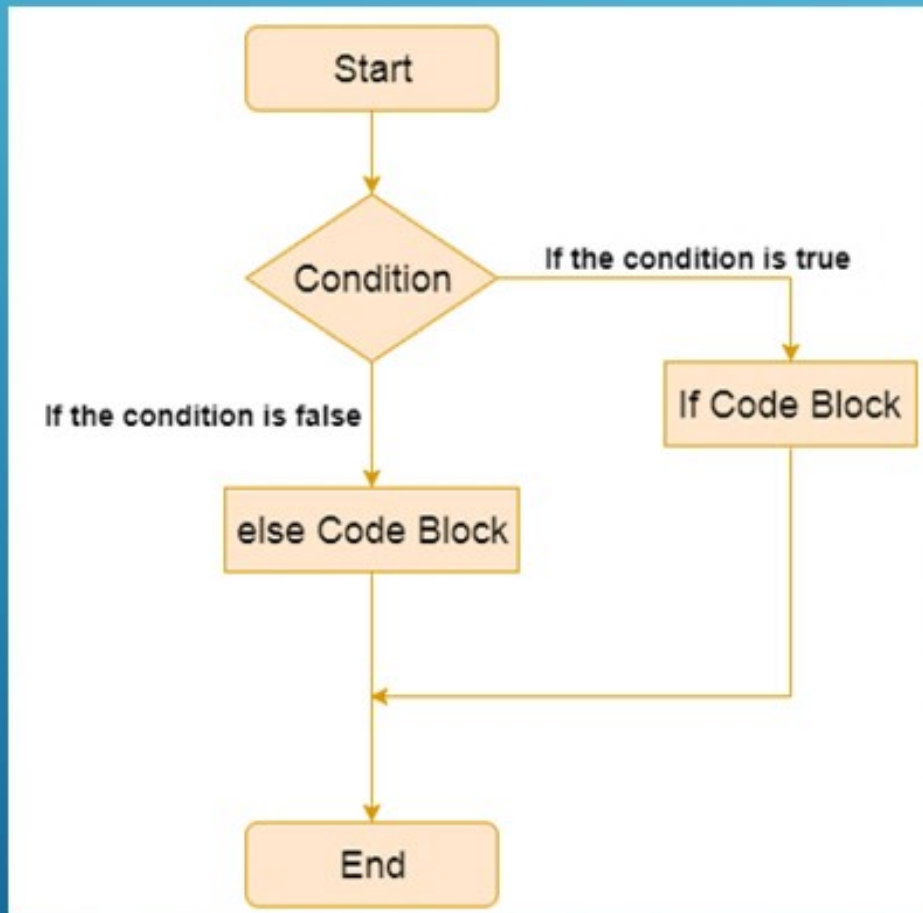 Start
Condition
If the condition is true
If the condition is false
If Code Block
else Code Block
End